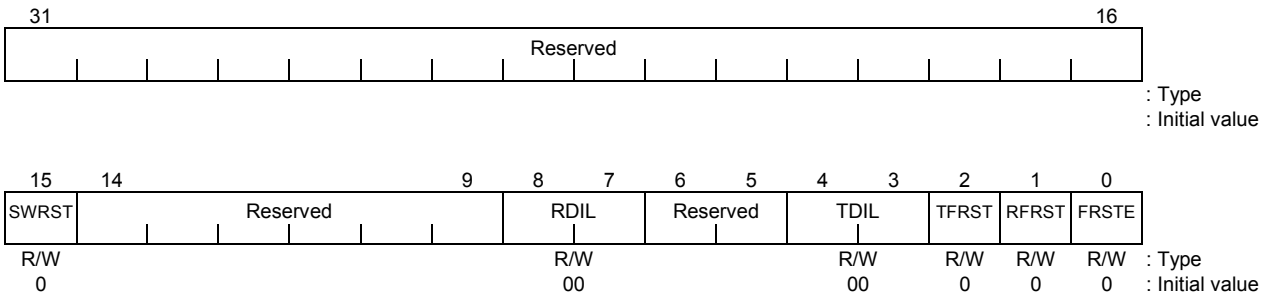 31 16
Reserved
: Type
: Initial value
15 14 9 8 7 6 5 4 3 2 1 0
SWRST Reserved RDIL Reserved TDIL TFRST RFRST FRSTE
R/W R/W R/W R/W R/W R/W : Type
0 00 00 0 0 0 : Initial value